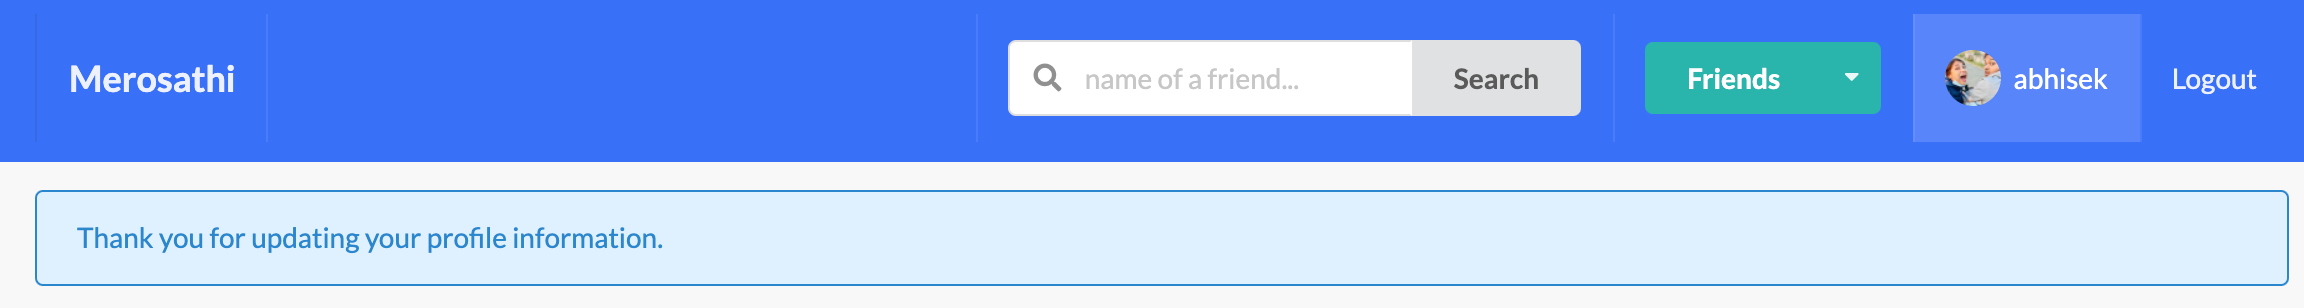 Merosathi
name of a friend...
Search
Friends
abhisek
Logout
Thank you for updating your profile information.